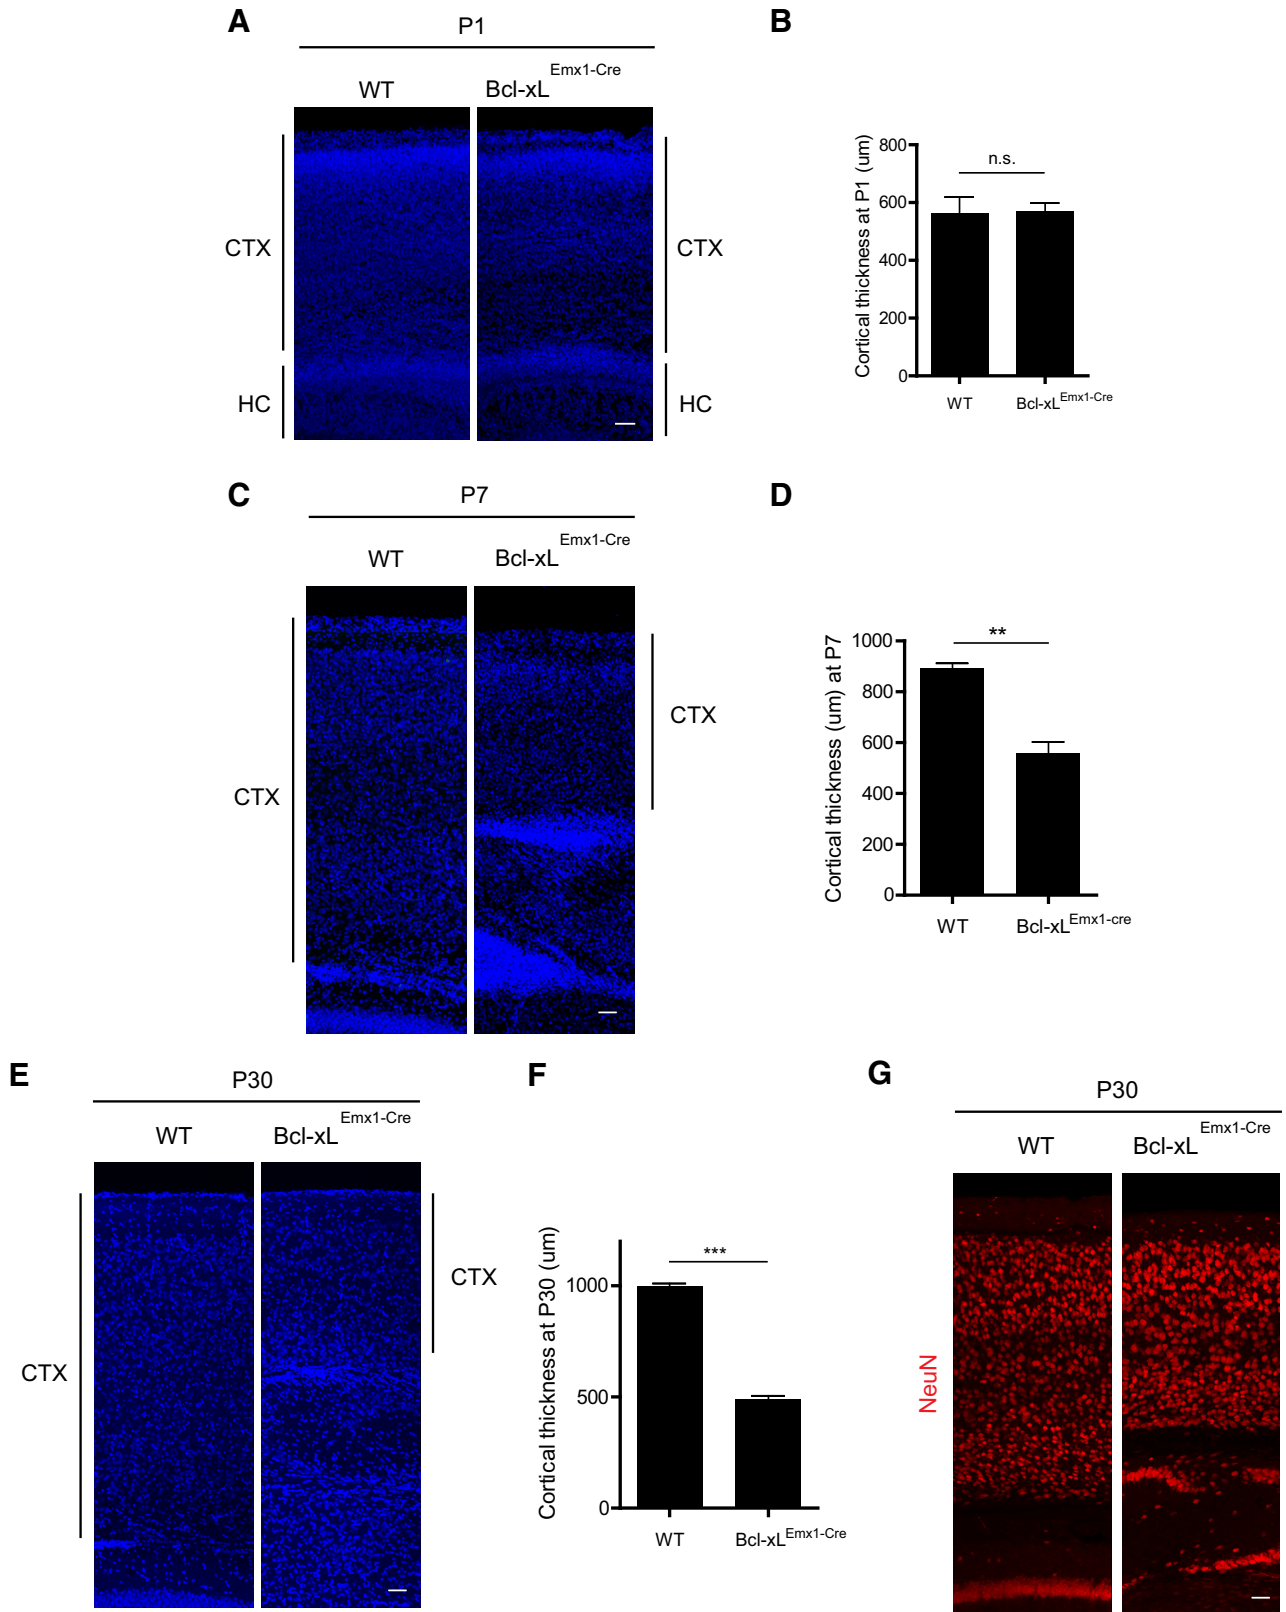 A
P1
WT
Bcl-xL Emx1-Cre
CTX
CTX
HC
HC
B
Cortical thickness at P1 (um)
800
600
400
200
0
n.s.
WT
Bcl-xL Emx1-Cre
C
P7
WT
Bcl-xL Emx1-Cre
CTX
CTX
D
Cortical thickness (um) at P7
1000
800
600
400
200
0
**
WT
Bcl-xL Emx1-cre
E
P30
WT
Bcl-xL Emx1-Cre
CTX
CTX
F
Cortical thickness at P30 (um)
1000
500
0
***
WT
Bcl-xL Emx1-Cre
G
P30
WT
Bcl-xL Emx1-Cre
NeuN